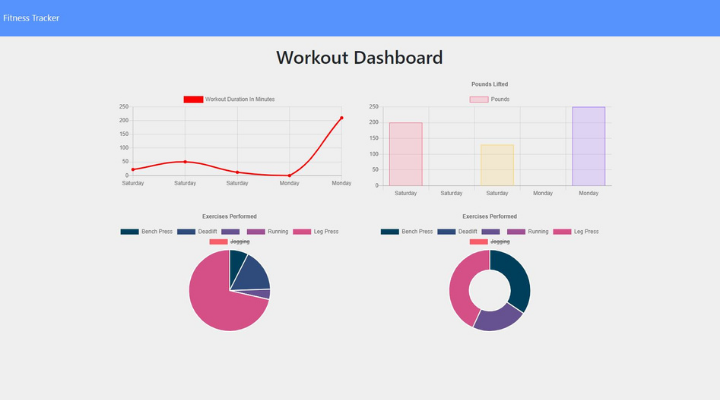 Fitness Tracker
Workout Dashboard
Workout Duration In Minutes
250
200
150
100
50
0
Saturday Saturday Saturday Monday Monday
Pounds Lifted
Pounds
250
200
150
100
50
0
Saturday Saturday Saturday Monday Monday
Exercises Performed
Bench Press Deadlift Running Leg Press
Jogging
Exercises Performed
Bench Press Deadlift Running Leg Press
Jogging